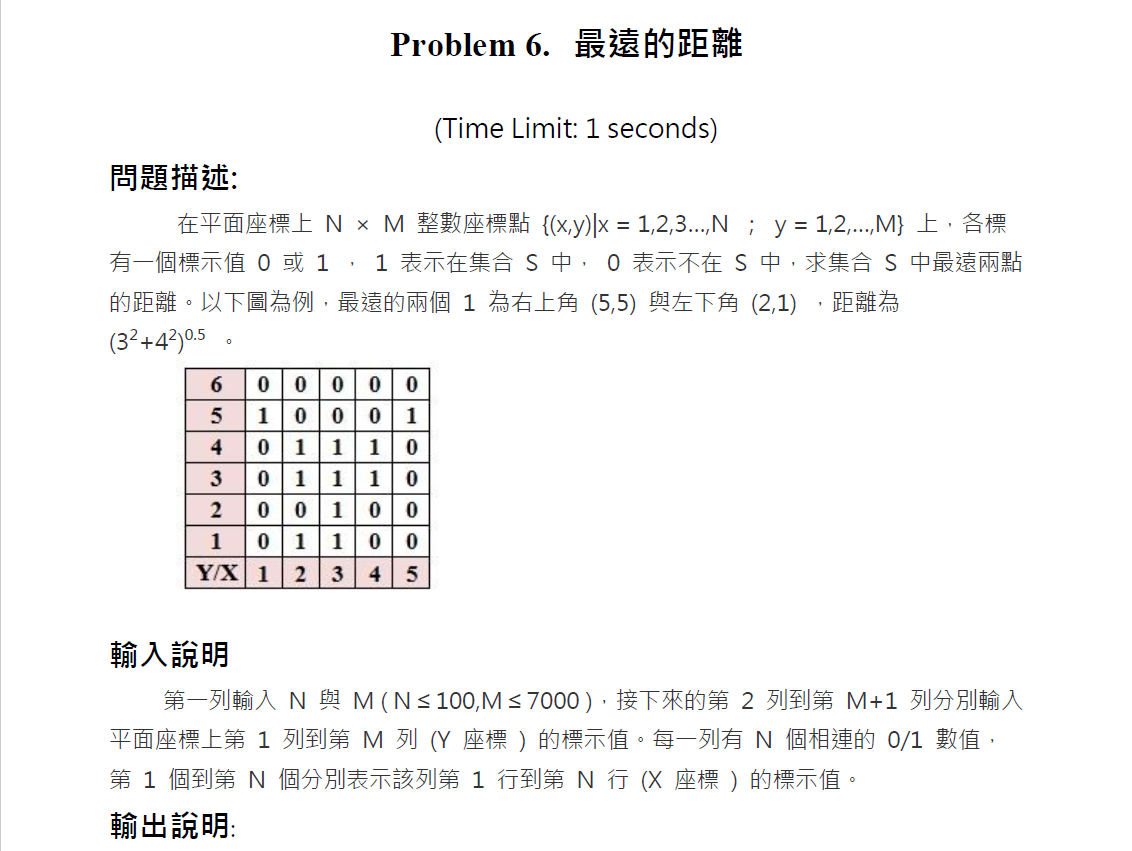 Problem 6. 最遠的距離
(Time Limit: 1 seconds)
問題描述:
在平面座標上 N × M 整數座標點 {(x,y)|x = 1,2,3...,N ; y = 1,2,...,M} 上，各標
有一個標示值 0 或 1 ， 1 表示在集合 S 中， 0 表示不在 S 中，求集合 S 中最遠兩點
的距離。以下圖為例，最遠的兩個 1 為右上角 (5,5) 與左下角 (2,1) ，距離為
(3²+4²)⁰·⁵ 。
6 0 0 0 0 0
5 1 0 0 0 1
4 0 1 1 1 0
3 0 1 1 1 0
2 0 0 1 0 0
1 0 1 1 0 0
Y/X 1 2 3 4 5
輸入說明
第一列輸入 N 與 M ( N ≤ 100,M ≤ 7000 )，接下來的第 2 列到第 M+1 列分別輸入
平面座標上第 1 列到第 M 列 (Y 座標 ) 的標示值。每一列有 N 個相連的 0/1 數值，
第 1 個到第 N 個分別表示該列第 1 行到第 N 行 (X 座標 ) 的標示值。
輸出說明: